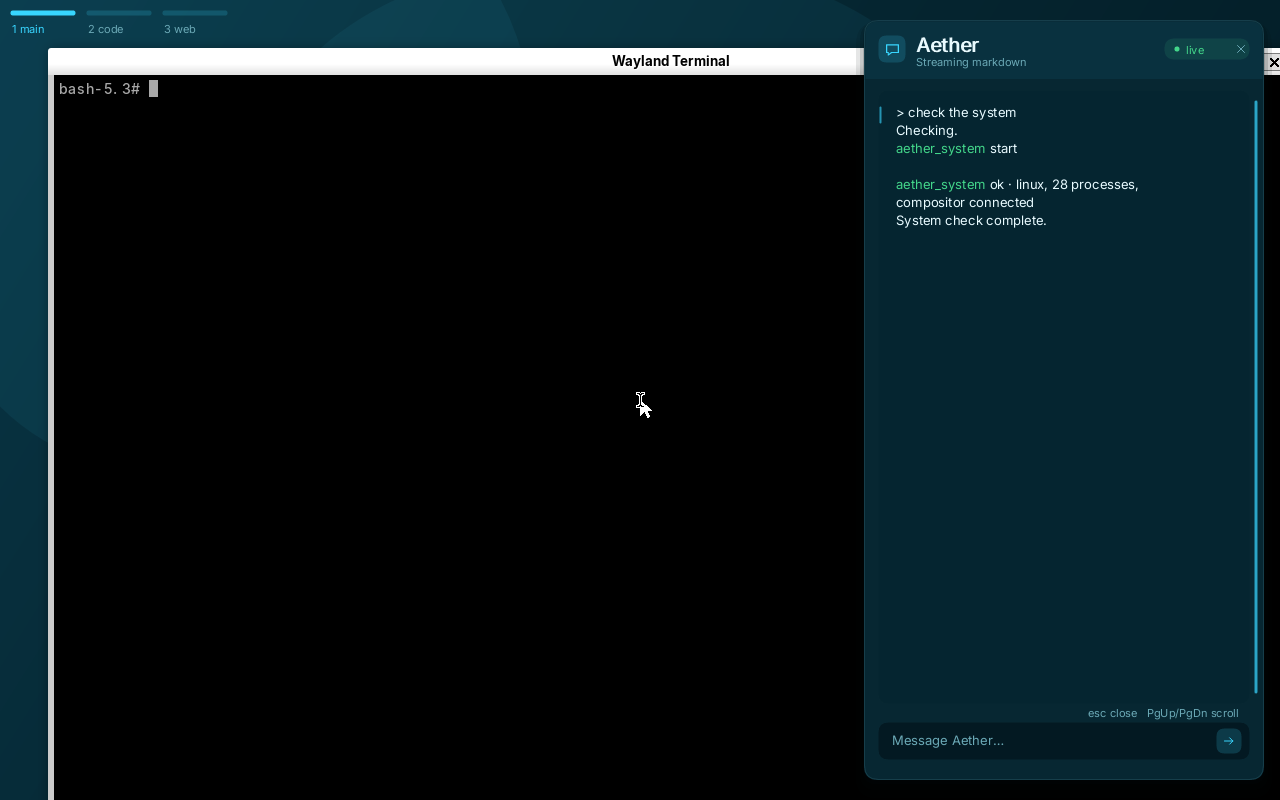 1 main
2 code
3 web
Wayland Terminal
bash-5.3#
Aether
Streaming markdown
live
> check the system
Checking.
aether_system start
aether_system ok · linux, 28 processes,
compositor connected
System check complete.
esc close PgUp/PgDn scroll
Message Aether...